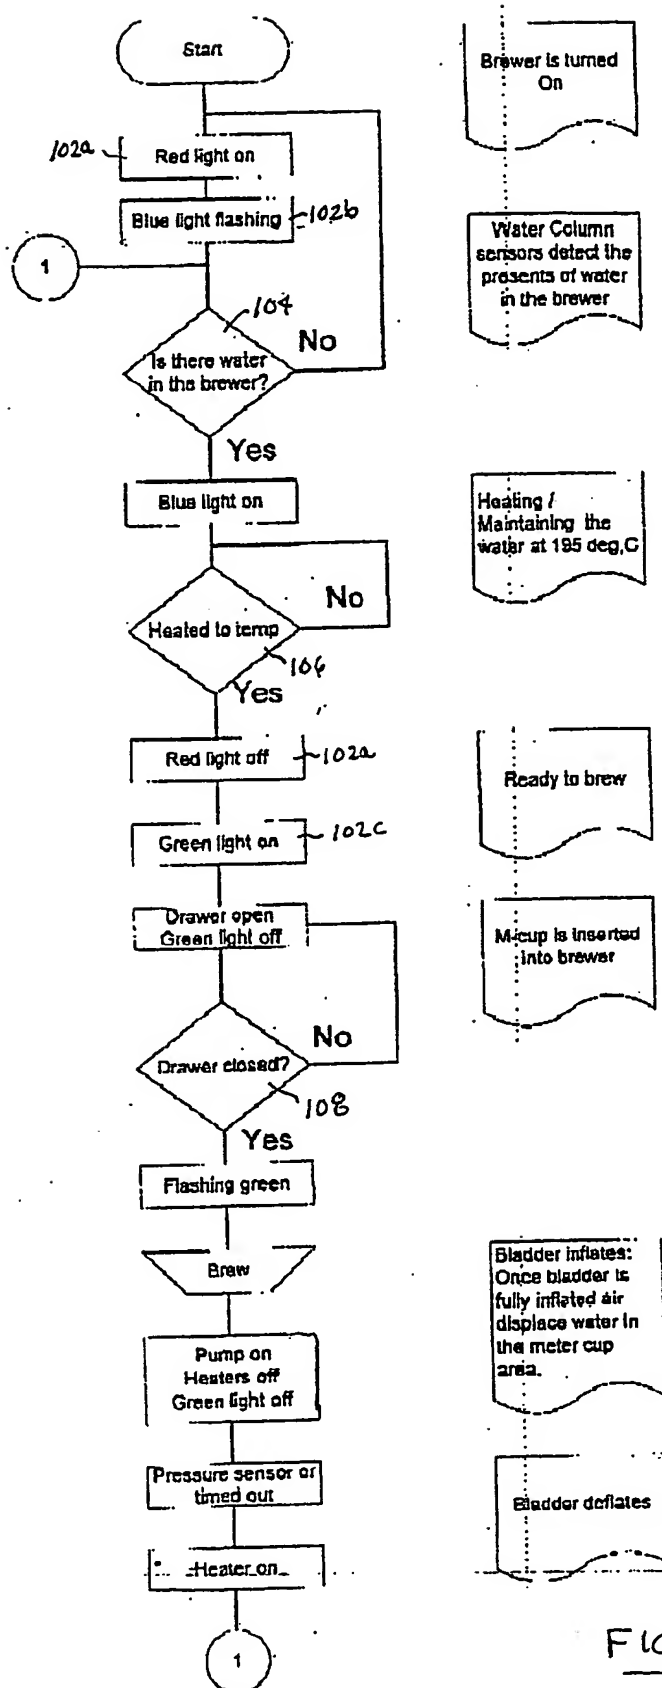 Start
Brewer is turned
On
102a
Red light on
Blue light flashing
102b
1
Water Column
sensors detect the
presents of water
in the brewer
104
Is there water
in the brewer?
No
Yes
Blue light on
Heating /
Maintaining the
water at 195 deg,C
Heated to temp
No
106
Yes
Red light off
102a
Ready to brew
Green light on
102c
Drawer open
Green light off
M-cup is inserted
into brewer
Drawer closed?
No
108
Yes
Flashing green
Brew
Bladder inflates:
Once bladder is
fully inflated air
displace water in
the meter cup
area.
Pump on
Heaters off
Green light off
Pressure sensor or
timed out
Bladder deflates
Heater on
1